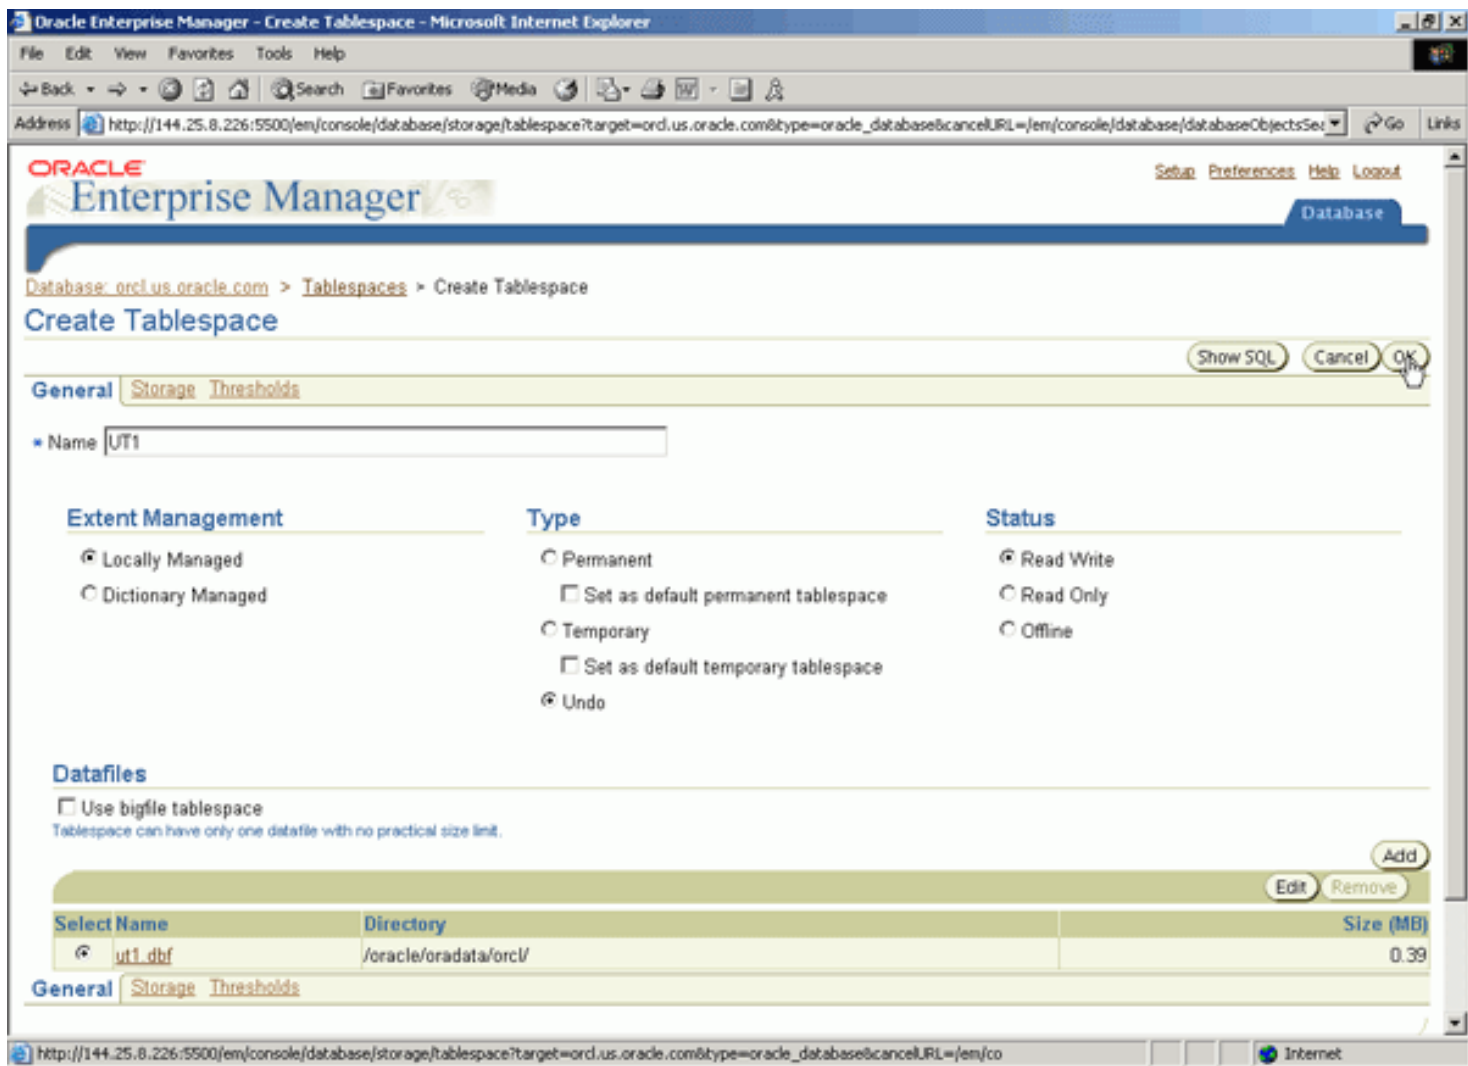 Oracle Enterprise Manager - Create Tablespace - Microsoft Internet Explorer
File Edit View Favorites Tools Help
Back Search Favorites Media
Address http://144.25.8.226:5500/em/console/database/storage/tablespace?target=orcl.us.oracle.com&type=oracle_database&cancelURL=/em/console/database/databaseObjectsSea Go Links
ORACLE
Enterprise Manager
Setup Preferences Help Logout
Database
Database: orcl.us.oracle.com > Tablespaces > Create Tablespace
Create Tablespace
Show SQL Cancel OK
General Storage Thresholds
* Name UT1
Extent Management Type Status
Locally Managed Permanent Read Write
Dictionary Managed Set as default permanent tablespace Read Only
Temporary Offline
Set as default temporary tablespace
Undo
Datafiles
Use bigfile tablespace
Tablespace can have only one datafile with no practical size limit.
Add
Edit Remove
Select Name Directory Size (MB)
ut1.dbf /oracle/oradata/orcl/ 0.39
General Storage Thresholds
http://144.25.8.226:5500/em/console/database/storage/tablespace?target=orcl.us.oracle.com&type=oracle_database&cancelURL=/em/co Internet